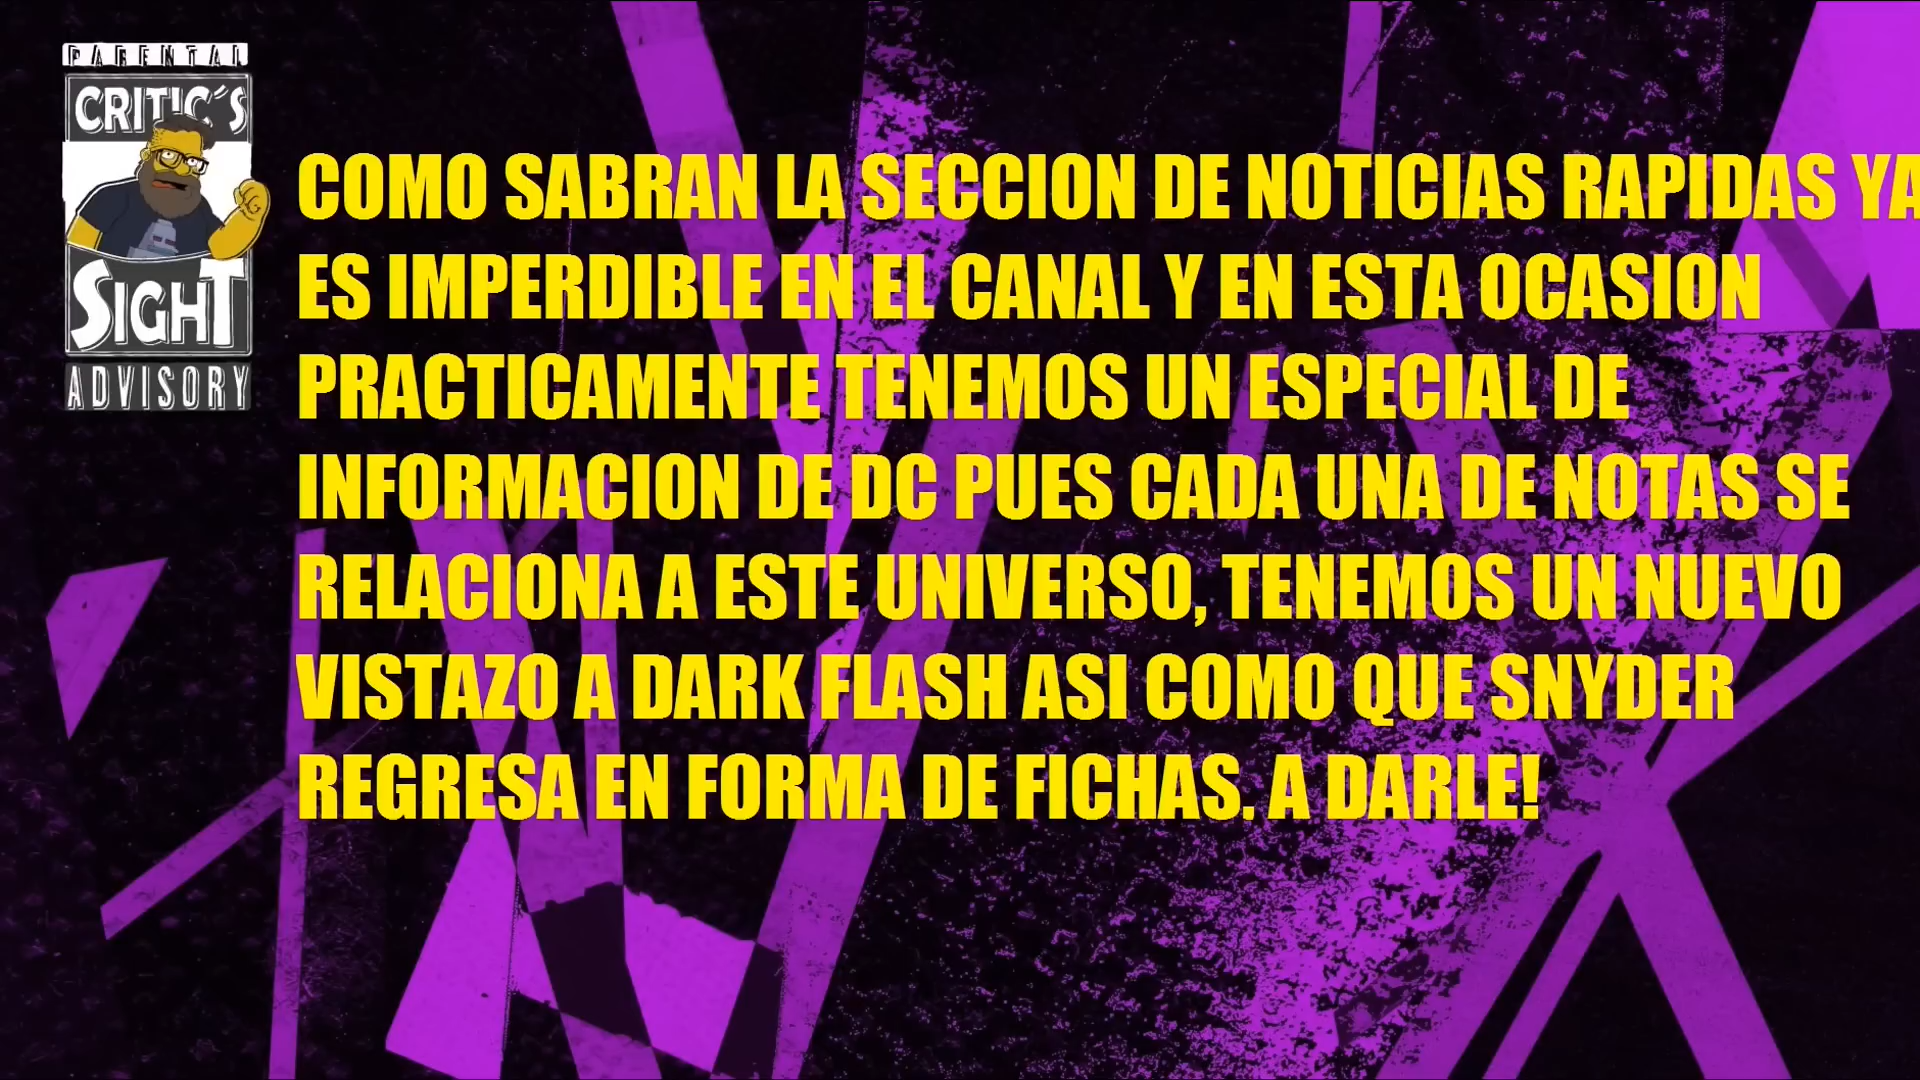 PARENTAL
CRITIC´S
SIGHT
ADVISORY
COMO SABRAN LA SECCION DE NOTICIAS RAPIDAS YA
ES IMPERDIBLE EN EL CANAL Y EN ESTA OCASION
PRACTICAMENTE TENEMOS UN ESPECIAL DE
INFORMACION DE DC PUES CADA UNA DE NOTAS SE
RELACIONA A ESTE UNIVERSO, TENEMOS UN NUEVO
VISTAZO A DARK FLASH ASI COMO QUE SNYDER
REGRESA EN FORMA DE FICHAS. A DARLE!